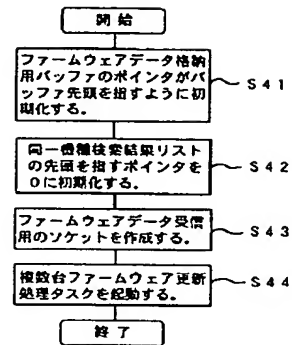 開始
ファームウェアデータ格納
用バッファのポインタがバ
ッファ先頭を指すように初
期化する。
S41
同一機種検索結果リスト
の先頭を指すポインタを
0に初期化する。
S42
ファームウェアデータ受信
用のソケットを作成する。
S43
複数台ファームウェア更新
処理タスクを起動する。
S44
終了